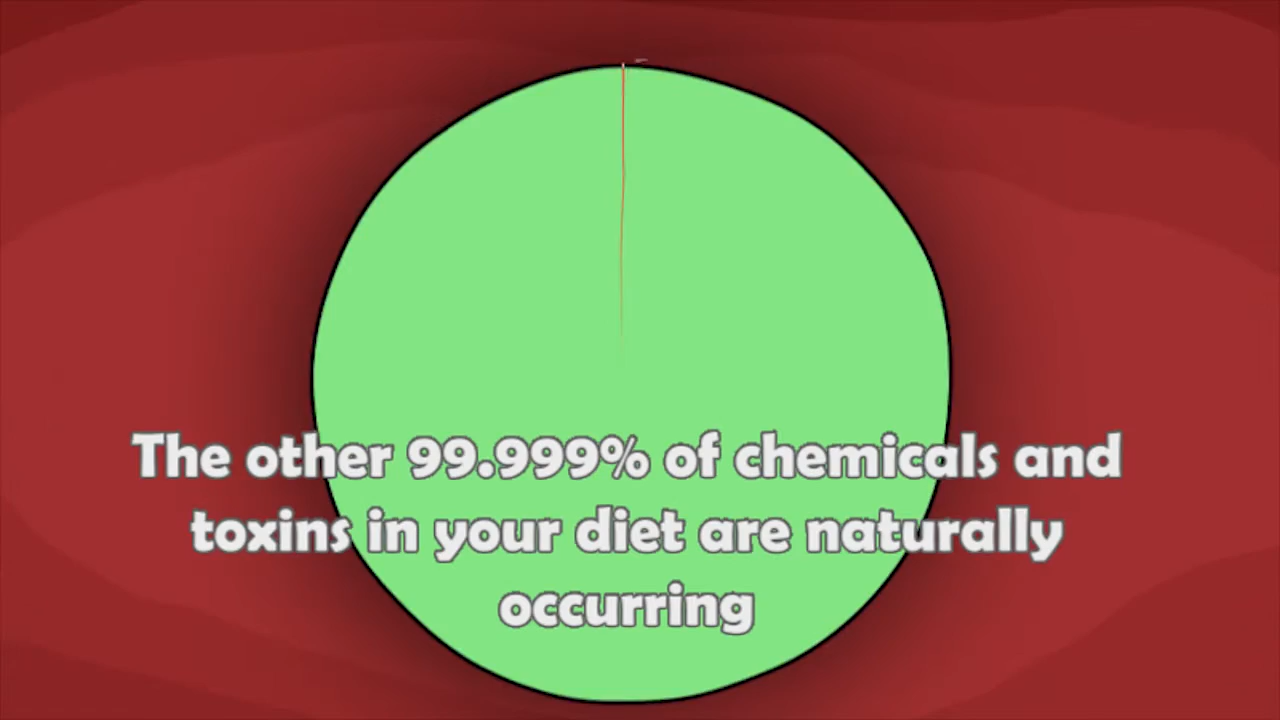 The other 99.999% of chemicals and
toxins in your diet are naturally
occurring